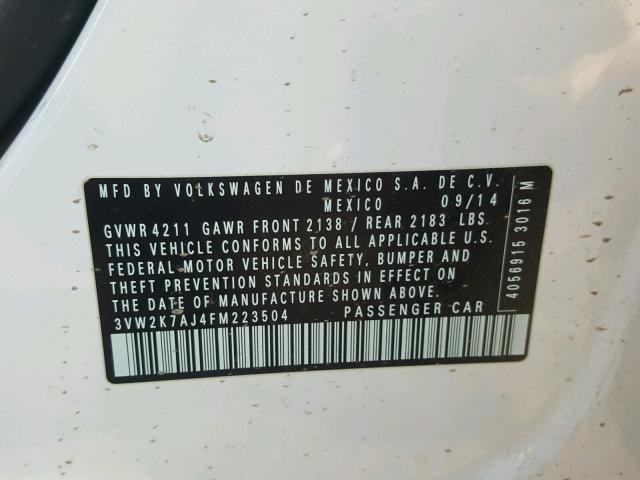 MFD BY VOLKSWAGEN DE MEXICO S.A. DE C.V.
MEXICO 09/14
GVWR 4211 GAWR FRONT 2138 / REAR 2183 LBS.
THIS VEHICLE CONFORMS TO ALL APPLICABLE U.S.
FEDERAL MOTOR VEHICLE SAFETY, BUMPER AND
THEFT PREVENTION STANDARDS IN EFFECT ON
THE DATE OF MANUFACTURE SHOWN ABOVE.
3VW2K7AJ4FM223504 PASSENGER CAR
4056915 3016 M